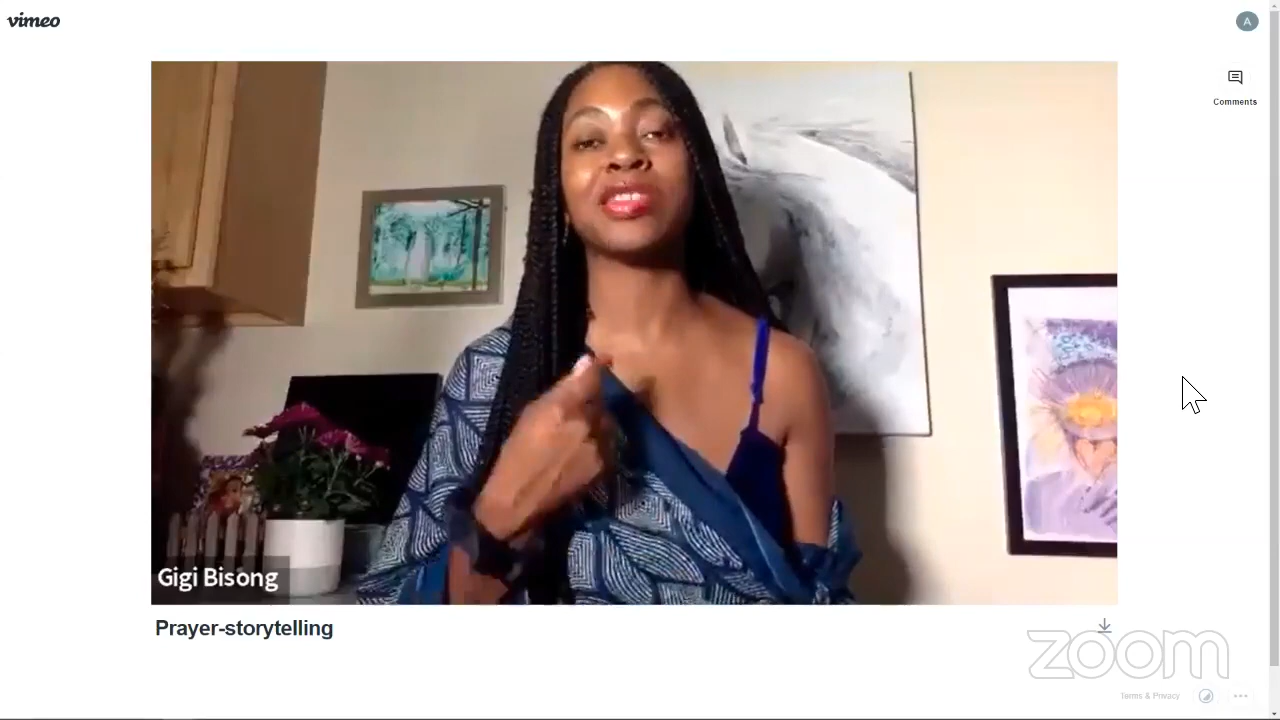 vimeo
A
Comments
Gigi Bisong
Prayer-storytelling
zoom
Terms & Privacy